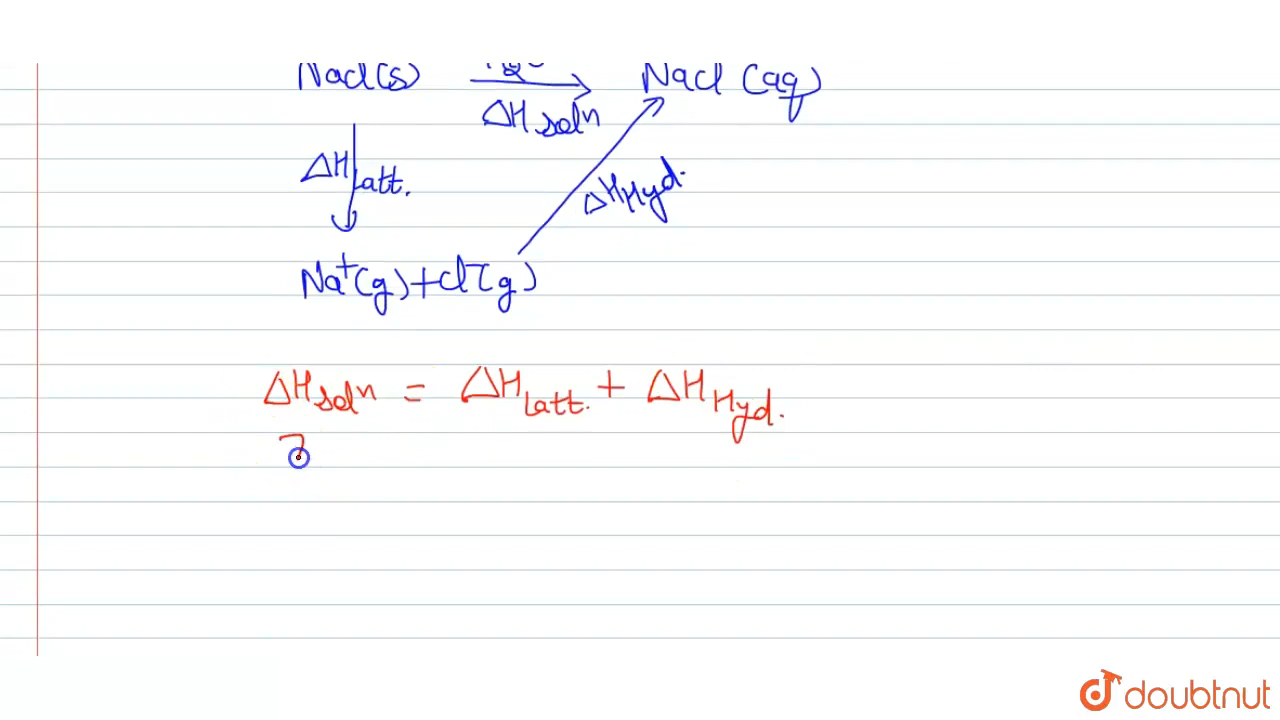 NaCl(s) → NaCl (aq)
ΔH soln
ΔH Latt.
ΔH Hyd.
Na⁺(g) + Cl⁻(g)
ΔH soln = ΔH Latt. + ΔH Hyd.
doubtnut